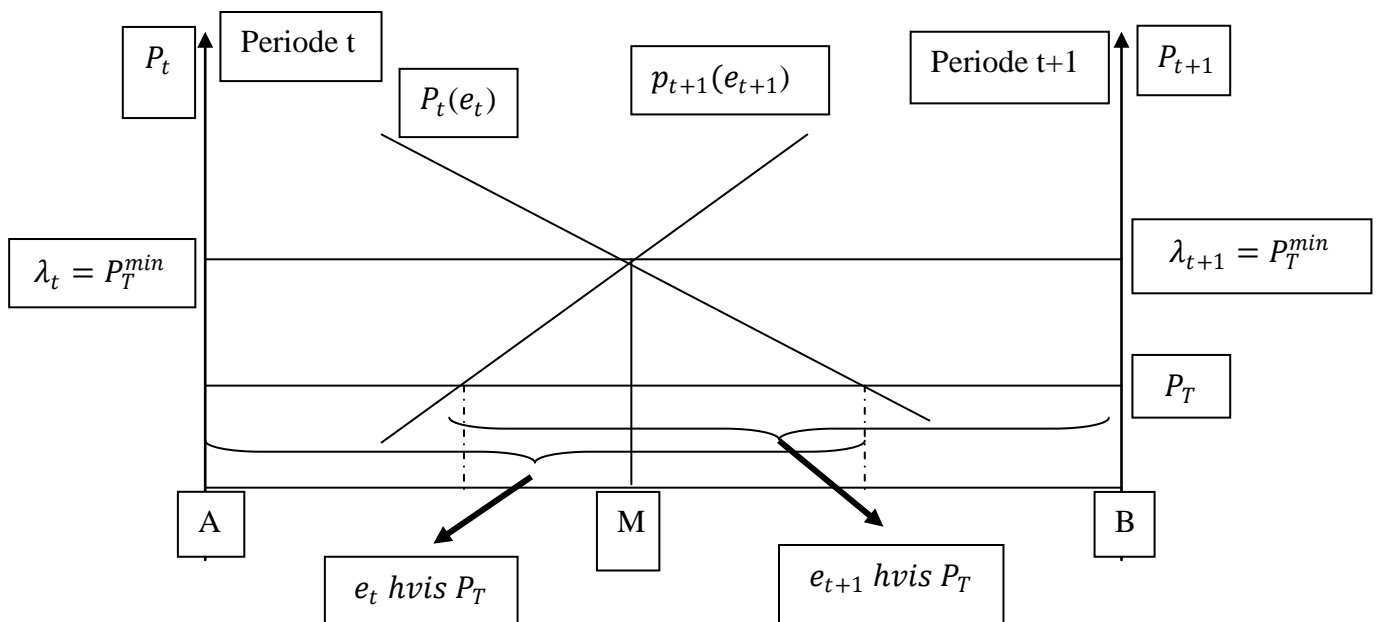 P_t
Periode t
P_t(e_t)
p_{t+1}(e_{t+1})
Periode t+1
P_{t+1}
λ_t = P_T^{min}
λ_{t+1} = P_T^{min}
P_T
A
M
B
e_t hvis P_T
e_{t+1} hvis P_T